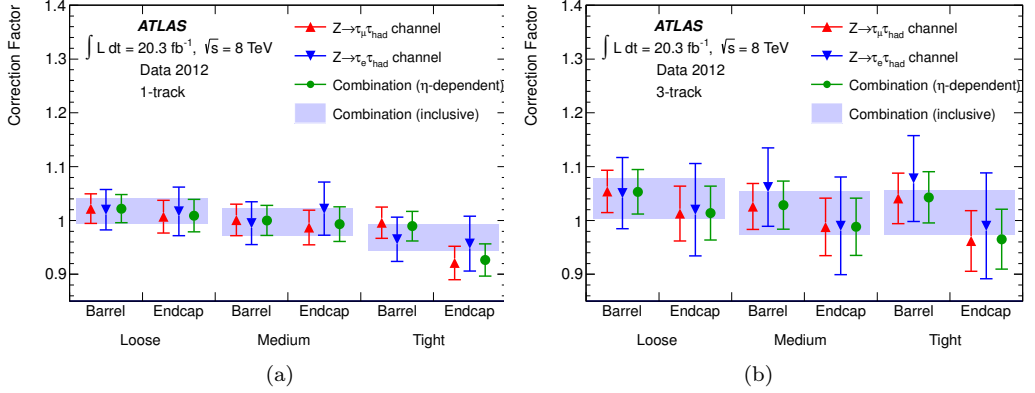 Correction Factor
1.4
1.3
1.2
1.1
1
0.9
ATLAS
∫ L dt = 20.3 fb⁻¹, √s = 8 TeV
Data 2012
1-track
Z→τμτhad channel
Z→τeτhad channel
Combination (η-dependent)
Combination (inclusive)
Barrel Endcap Barrel Endcap Barrel Endcap
Loose Medium Tight
(a)
Correction Factor
1.4
1.3
1.2
1.1
1
0.9
ATLAS
∫ L dt = 20.3 fb⁻¹, √s = 8 TeV
Data 2012
3-track
Z→τμτhad channel
Z→τeτhad channel
Combination (η-dependent)
Combination (inclusive)
Barrel Endcap Barrel Endcap Barrel Endcap
Loose Medium Tight
(b)